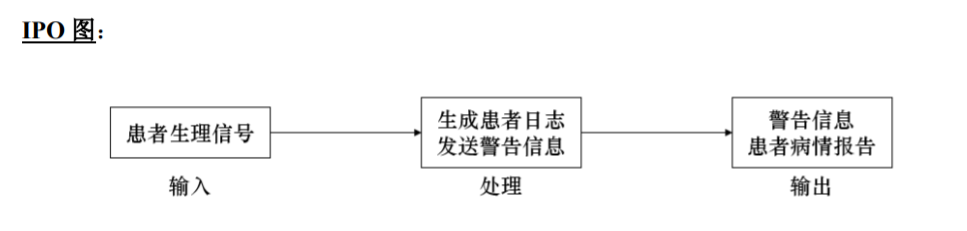 IPO 图：
患者生理信号
输入
生成患者日志
发送警告信息
处理
警告信息
患者病情报告
输出